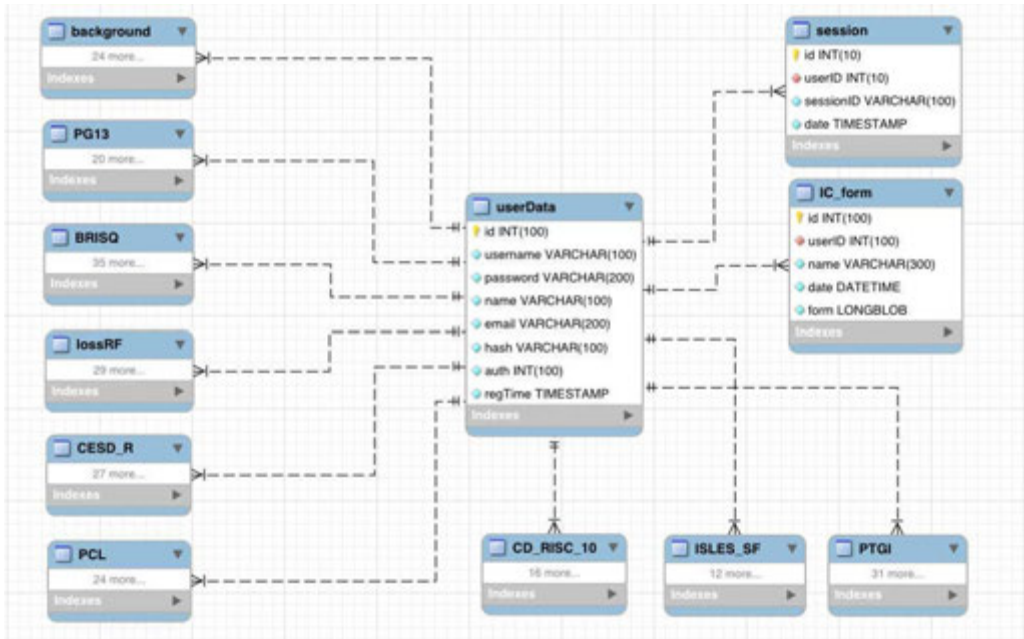 background
24 more...
Indexes
PG13
20 more...
Indexes
BRISQ
35 more...
Indexes
lossRF
29 more...
Indexes
CESD_R
27 more...
Indexes
PCL
24 more...
Indexes
userData
id INT(100)
username VARCHAR(100)
password VARCHAR(200)
name VARCHAR(100)
email VARCHAR(200)
hash VARCHAR(100)
auth INT(100)
regTime TIMESTAMP
Indexes
session
id INT(10)
userID INT(10)
sessionID VARCHAR(100)
date TIMESTAMP
Indexes
IC_form
id INT(100)
userID INT(100)
name VARCHAR(300)
date DATETIME
form LONGBLOB
Indexes
CD_RISC_10
16 more...
Indexes
ISLES_SF
12 more...
Indexes
PTGI
31 more...
Indexes